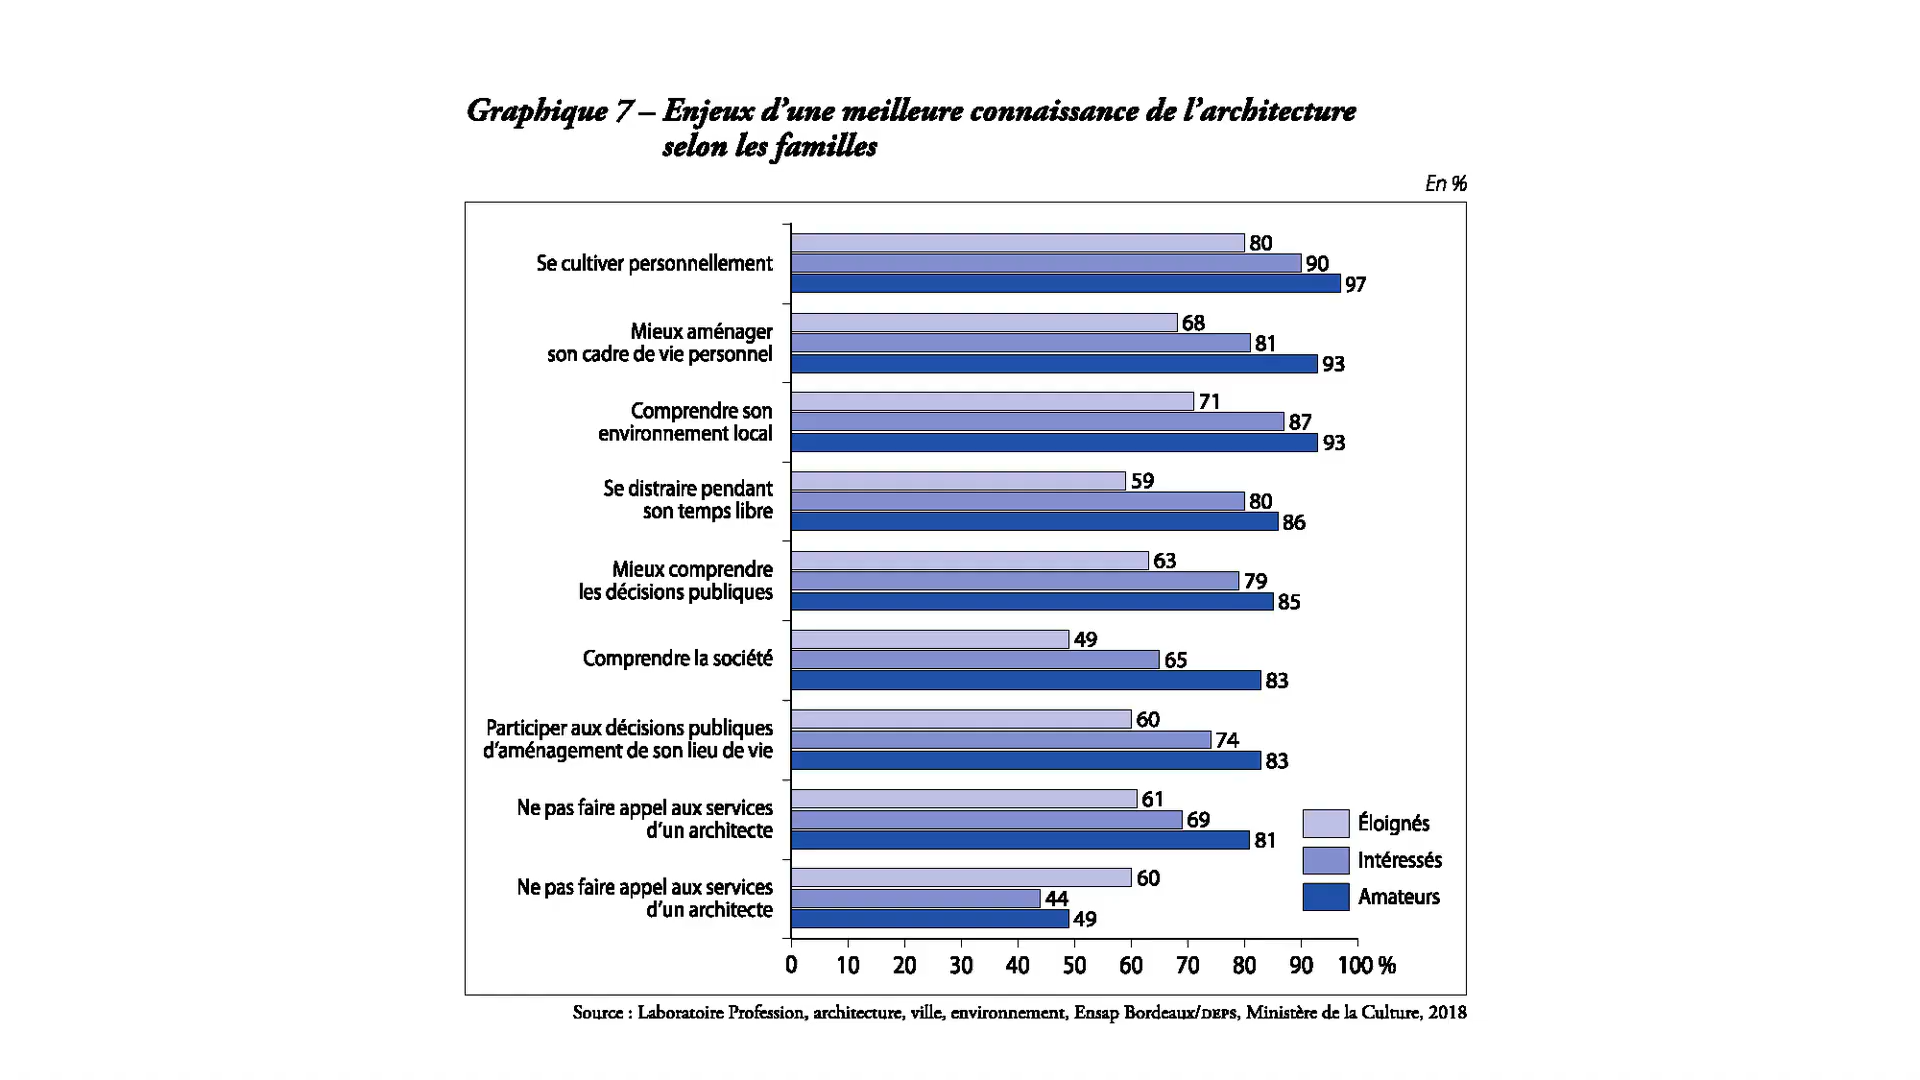 Graphique 7 – Enjeux d’une meilleure connaissance de l’architecture
selon les familles
En %
Se cultiver personnellement
80
90
97
Mieux aménager
son cadre de vie personnel
68
81
93
Comprendre son
environnement local
71
87
93
Se distraire pendant
son temps libre
59
80
86
Mieux comprendre
les décisions publiques
63
79
85
Comprendre la société
49
65
83
Participer aux décisions publiques
d’aménagement de son lieu de vie
60
74
83
Ne pas faire appel aux services
d’un architecte
61
69
81
Ne pas faire appel aux services
d’un architecte
60
44
49
Éloignés
Intéressés
Amateurs
0 10 20 30 40 50 60 70 80 90 100 %
Source : Laboratoire Profession, architecture, ville, environnement, Ensap Bordeaux/DEPS, Ministère de la Culture, 2018